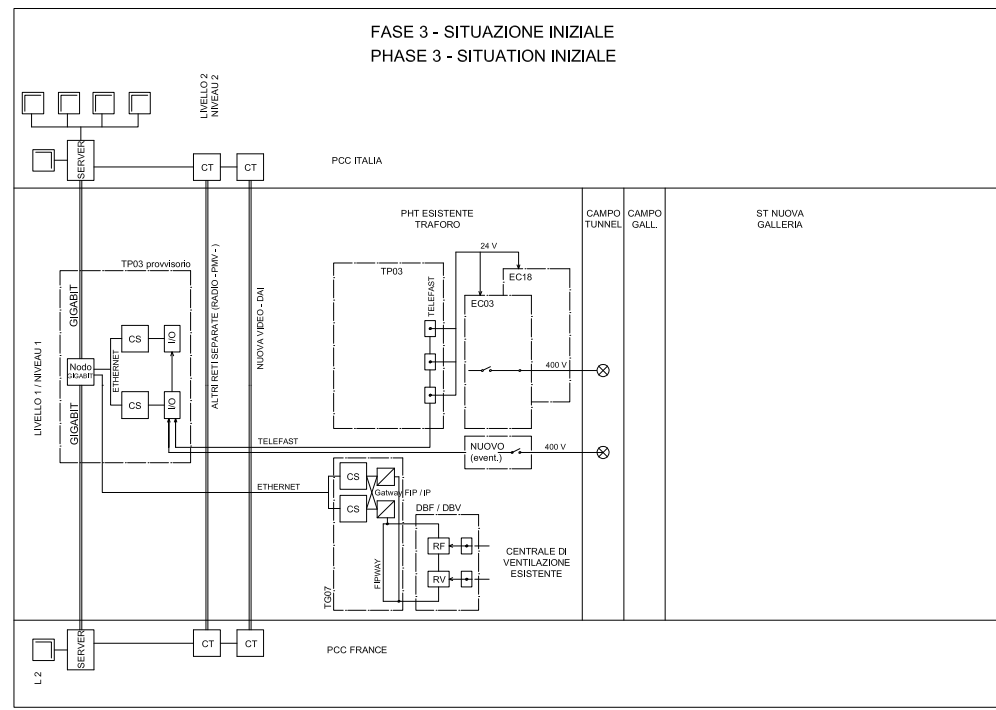 FASE 3 - SITUAZIONE INIZIALE
PHASE 3 - SITUATION INIZIALE
LIVELLO 2
NIVEAU 2
SERVER
CT
CT
PCC ITALIA
PHT ESISTENTE
TRAFORO
CAMPO
TUNNEL
CAMPO
GALL.
ST NUOVA
GALLERIA
LIVELLO 1 / NIVEAU 1
TP03 provvisorio
GIGABIT
Nodo
GIGABIT
GIGABIT
ETHERNET
CS
I/O
CS
I/O
ALTRI RETI SEPARATE (RADIO - PMV - )
NUOVA VIDEO - DAI
TP03
TELEFAST
24 V
EC18
EC03
400 V
TELEFAST
NUOVO
(event.)
400 V
ETHERNET
CS
CS
Gatway FIP / IP
FIPWAY
TG07
DBF / DBV
RF
RV
CENTRALE DI
VENTILAZIONE
ESISTENTE
L 2
SERVER
CT
CT
PCC FRANCE